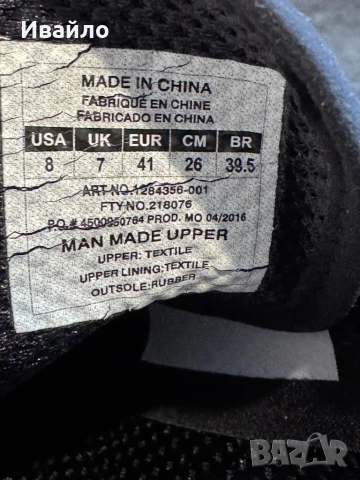 Ивайло
MADE IN CHINA
FABRIQUÉ EN CHINE
FABRICADO EN CHINA
USA UK EUR CM BR
8 7 41 26 39.5
ART NO.1284356-001
FTY NO.218076
P.O.# 4500950764 PROD. MO 04/2016
MAN MADE UPPER
UPPER: TEXTILE
UPPER LINING: TEXTILE
OUTSOLE: RUBBER
BAZAR